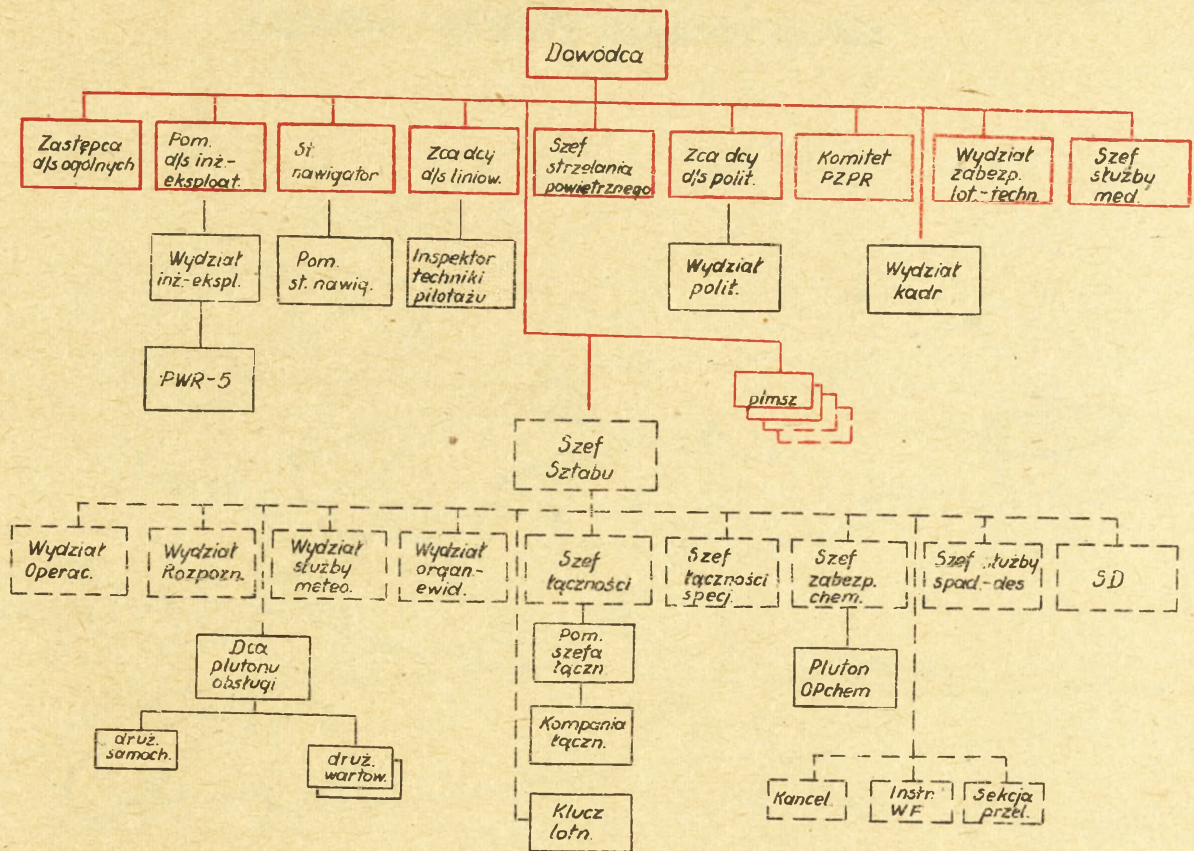 Dowódca
Zastępca
d/s ogólnych
Pom.
d/s inż.-
eksploat.
St.
nawigator
Zca dcy
d/s liniow.
Szef
strzelania
powietrznego
Zca dcy
d/s polit.
Komitet
PZPR
Wydział
zabezp.
lot.-techn.
Szef
służby
med.
Wydział
inż.-ekspl.
Pom.
st. nawig.
Inspektor
techniki
pilotażu
Wydział
polit.
Wydział
kadr
PWR-5
plmsz
Szef
Sztabu
Wydział
Operac.
Wydział
Rozpozn.
Wydział
służby
meteo.
Wydział
organ.-
ewid.
Szef
łączności
Szef
łączności
specj.
Szef
zabezp.
chem.
Szef służby
spad.-des
SD
Dca
plutonu
obsługi
Pom.
szefa
łączn.
Pluton
OPchem
druż.
samoch.
druż.
wartow.
Kompania
łączn.
Klucz
lotn.
Kancel.
Instr.
WF
Sekcja
przel.